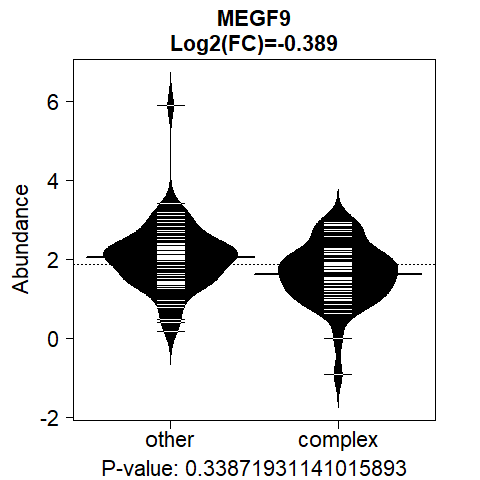 MEGF9
Log2(FC)=-0.389
Abundance
6
4
2
0
-2
other complex
P-value: 0.33871931141015893